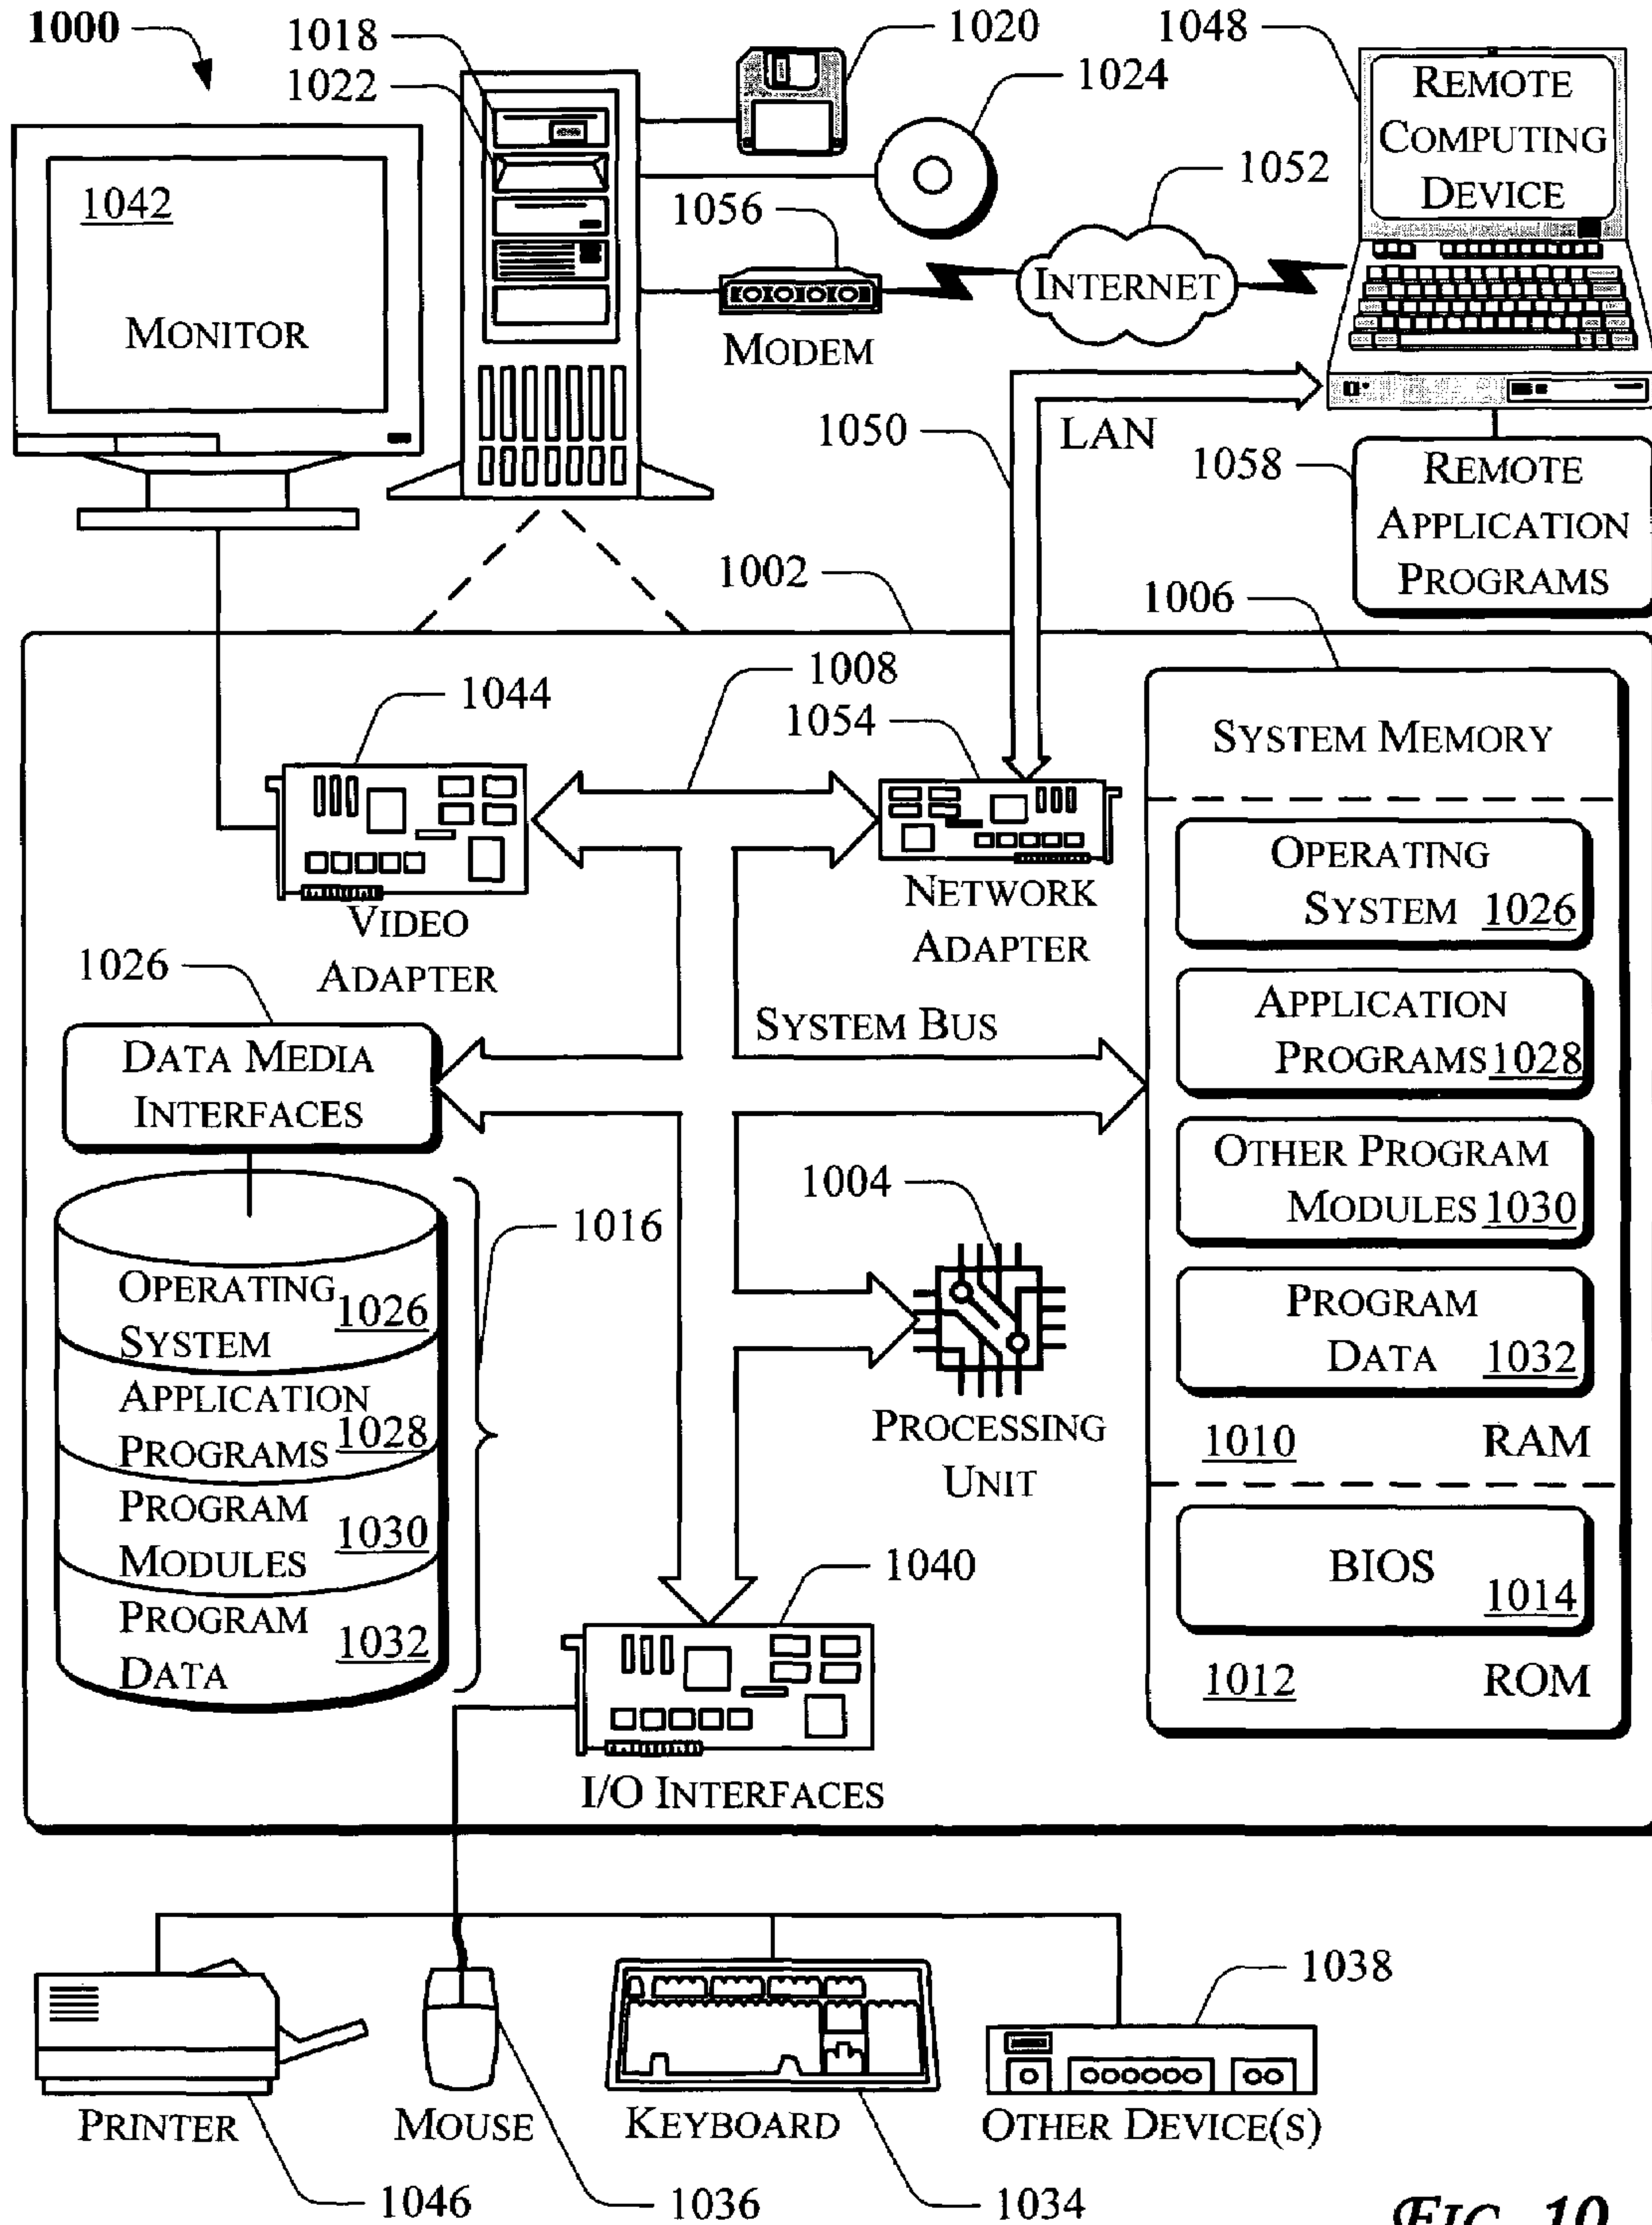 1000
1018
1022
1020
1024
1048
REMOTE
COMPUTING
DEVICE
1042
MONITOR
1056
1052
INTERNET
MODEM
1050
LAN
1058
REMOTE
APPLICATION
PROGRAMS
1002
1006
1008
1044
1054
SYSTEM MEMORY
VIDEO
ADAPTER
NETWORK
ADAPTER
OPERATING
SYSTEM 1026
1026
DATA MEDIA
INTERFACES
SYSTEM BUS
APPLICATION
PROGRAMS 1028
OTHER PROGRAM
MODULES 1030
1004
1016
PROCESSING
UNIT
PROGRAM
DATA 1032
1010 RAM
OPERATING
SYSTEM 1026
APPLICATION
PROGRAMS 1028
PROGRAM
MODULES 1030
PROGRAM
DATA 1032
1040
BIOS
1014
1012 ROM
I/O INTERFACES
1038
PRINTER
MOUSE
KEYBOARD
OTHER DEVICE(S)
1046
1036
1034
FIG. 10